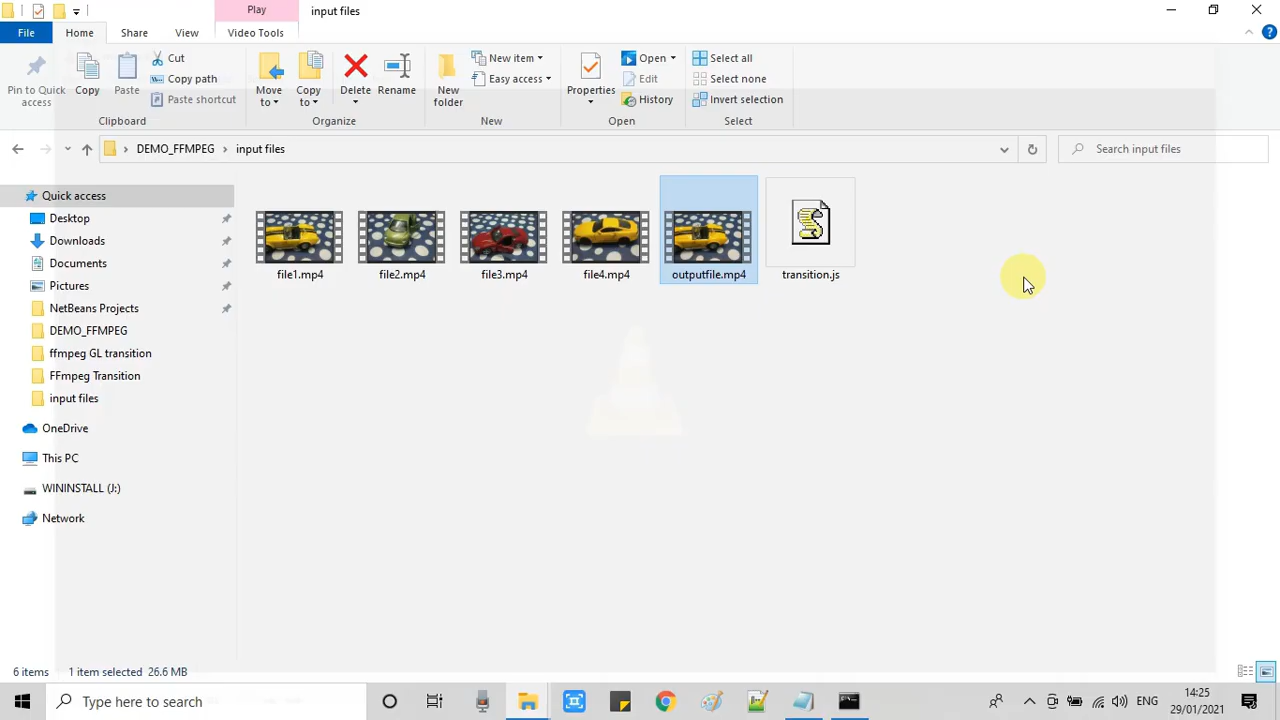 Play
input files
File
Home
Share
View
Video Tools
Pin to Quick access
Copy
Paste
Cut
Copy path
Paste shortcut
Clipboard
Move to
Copy to
Delete
Rename
Organize
New folder
New item
Easy access
New
Properties
Open
Edit
History
Open
Select all
Select none
Invert selection
Select
DEMO_FFMPEG
input files
Search input files
Quick access
Desktop
Downloads
Documents
Pictures
NetBeans Projects
DEMO_FFMPEG
ffmpeg GL transition
FFmpeg Transition
input files
OneDrive
This PC
WININSTALL (J:)
Network
file1.mp4
file2.mp4
file3.mp4
file4.mp4
outputfile.mp4
transition.js
6 items
1 item selected 26.6 MB
Type here to search
ENG
14:25
29/01/2021